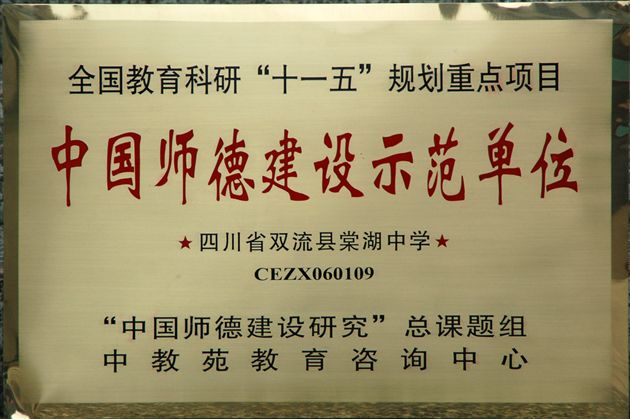 全国教育科研“十一五”规划重点项目
中国师德建设示范单位
★四川省双流县棠湖中学★
CEZX060109
“中国师德建设研究”总课题组
中教苑教育咨询中心